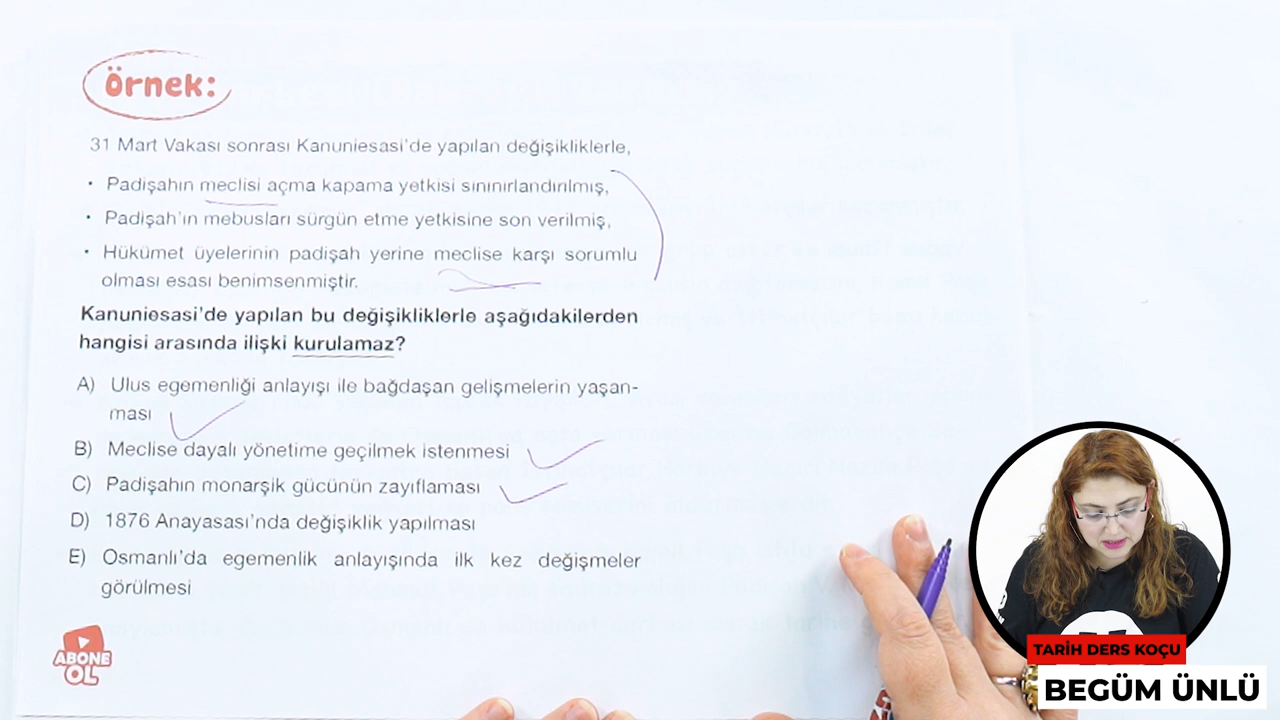 Örnek:
31 Mart Vakası sonrası Kanuniesasi'de yapılan değişikliklerle,
• Padişahın meclisi açma kapama yetkisi sınınırlandırılmış,
• Padişah'ın mebusları sürgün etme yetkisine son verilmiş,
• Hükümet üyelerinin padişah yerine meclise karşı sorumlu
olması esası benimsenmiştir.
Kanuniesasi'de yapılan bu değişikliklerle aşağıdakilerden
hangisi arasında ilişki kurulamaz?
A) Ulus egemenliği anlayışı ile bağdaşan gelişmelerin yaşan-
ması
B) Meclise dayalı yönetime geçilmek istenmesi
C) Padişahın monarşik gücünün zayıflaması
D) 1876 Anayasası'nda değişiklik yapılması
E) Osmanlı'da egemenlik anlayışında ilk kez değişmeler
görülmesi
ABONE
OL
TARİH DERS KOÇU
BEGÜM ÜNLÜ